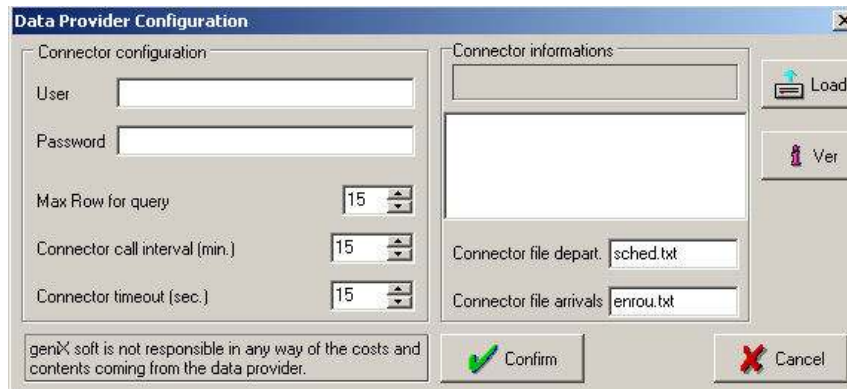 Data Provider Configuration
Connector configuration
User
Password
Max Row for query 15
Connector call interval (min.) 15
Connector timeout (sec.) 15
geniX soft is not responsible in any way of the costs and
contents coming from the data provider.
Connector informations
Connector file depart. sched.txt
Connector file arrivals enrou.txt
Load
Ver
Confirm
Cancel